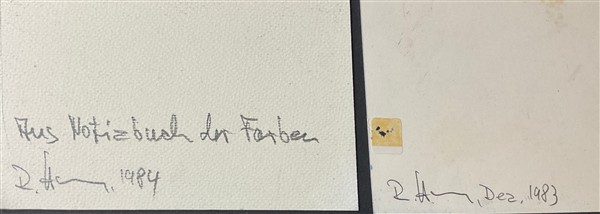 Aus Notizbuch der Farben
R. 1984
R. Dez. 1983